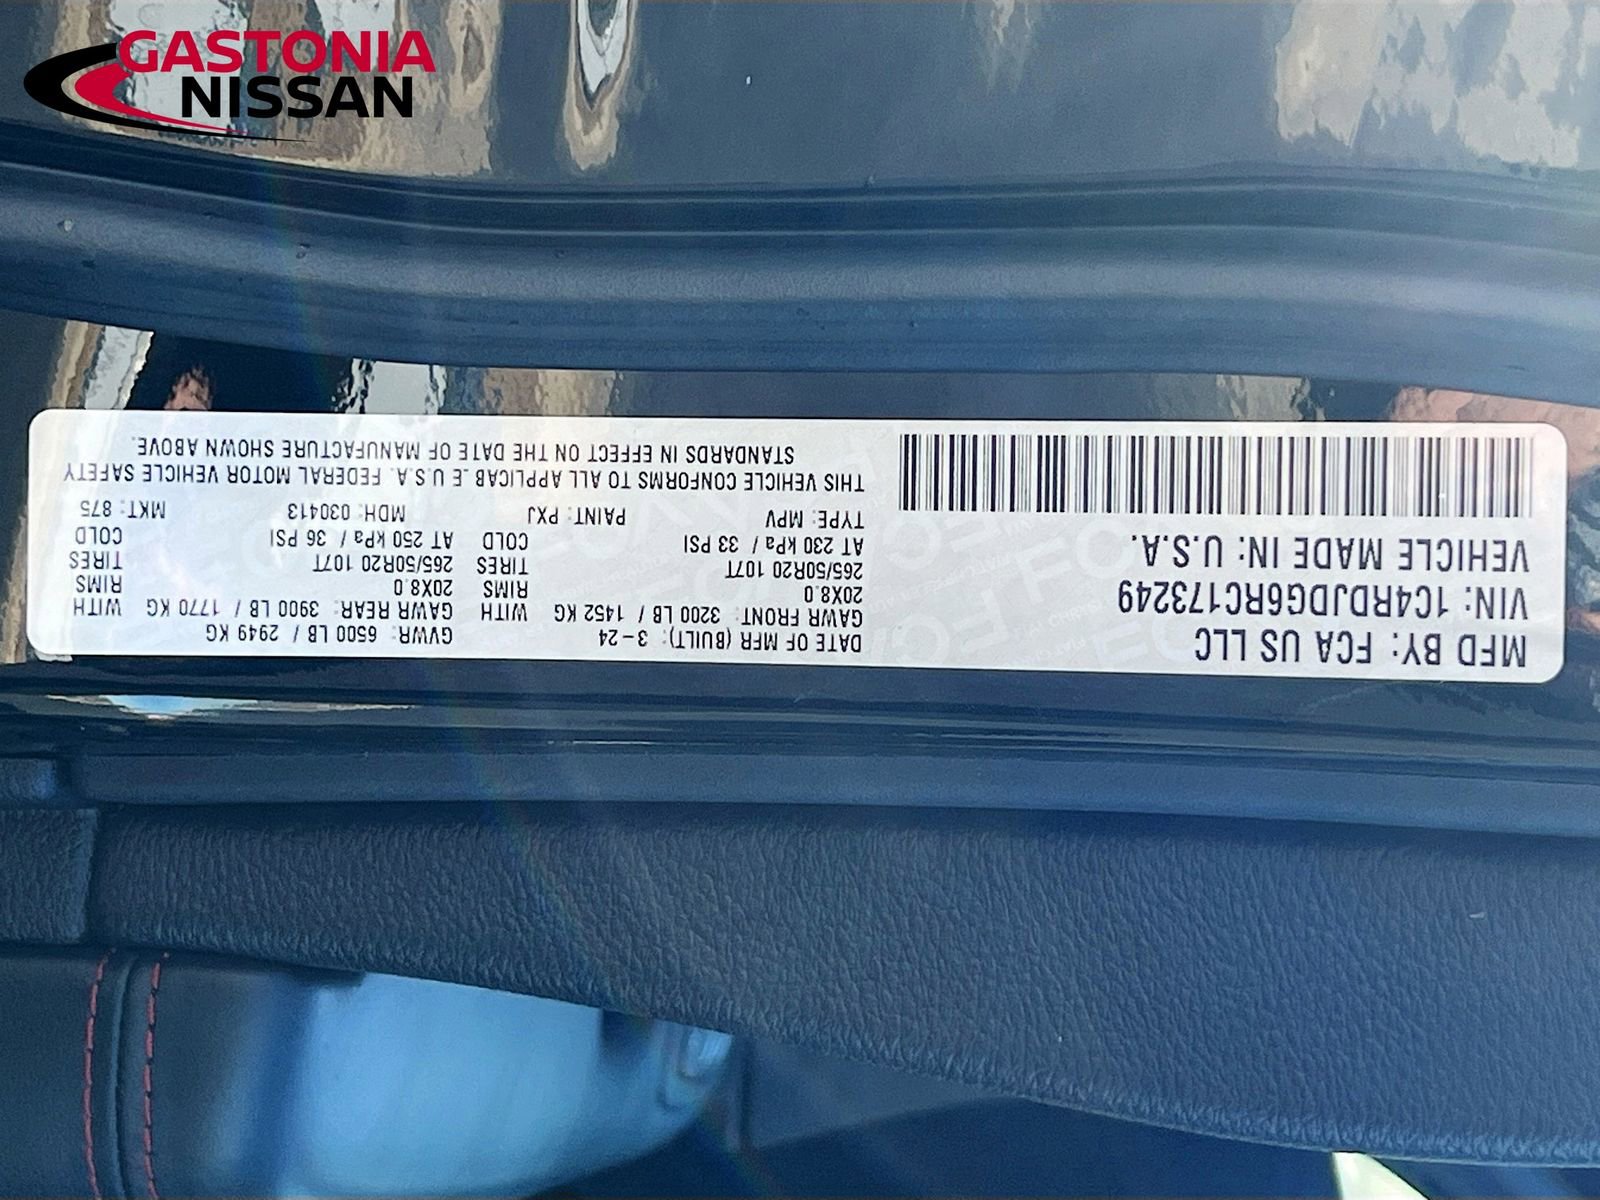 GASTONIA
NISSAN
MFD BY: FCA US LLC
VIN: 1C4RDJDG6RC173249
VEHICLE MADE IN: U.S.A.
DATE OF MFR (BUILT): 3-24 GVWR: 6500 LB / 2949 KG
GAWR FRONT: 3200 LB / 1452 KG WITH GAWR REAR: 3900 LB / 1770 KG WITH
20X8.0 RIMS 20X8.0 RIMS
265/50R20 107T TIRES 265/50R20 107T TIRES
AT 230 kPa / 33 PSI COLD AT 250 kPa / 36 PSI COLD
TYPE: MPV PAINT: PXJ MDH: 030413 MKT: 875
THIS VEHICLE CONFORMS TO ALL APPLICAB_E U.S.A. FEDERAL MOTOR VEHICLE SAFETY
STANDARDS IN EFFECT ON THE DATE OF MANUFACTURE SHOWN ABOVE.